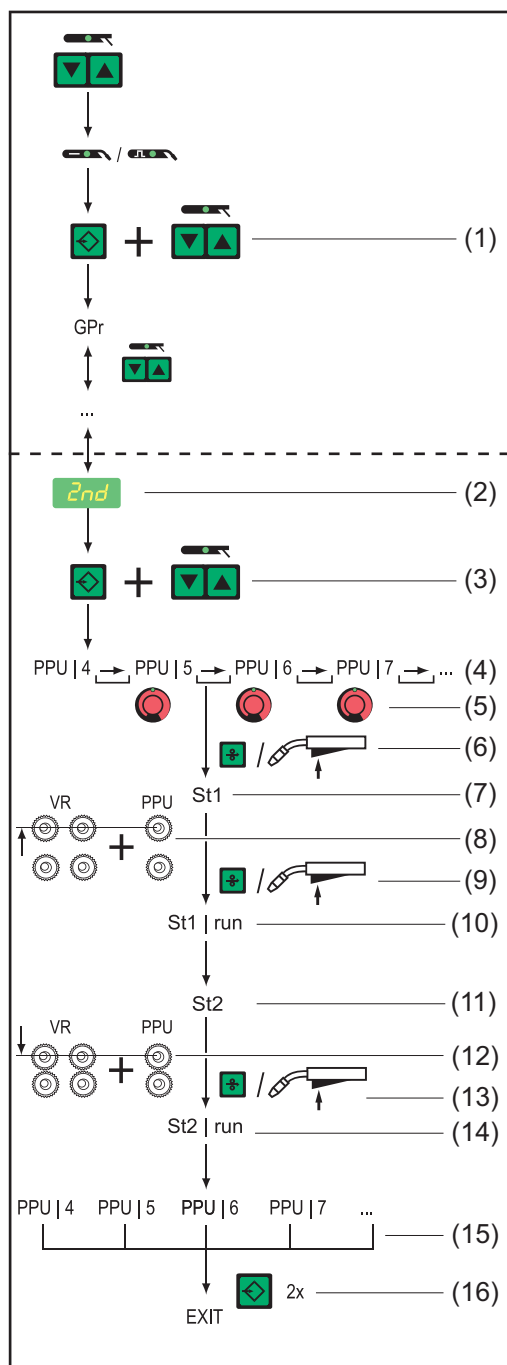 /
+ (1)
GPr
...
2nd (2)
+ (3)
PPU | 4 PPU | 5 PPU | 6 PPU | 7 ... (4)
(5)
/ (6)
St1 (7)
VR PPU
+ (8)
/ (9)
St1 | run (10)
St2 (11)
VR PPU
+ (12)
/ (13)
St2 | run (14)
PPU | 4 PPU | 5 PPU | 6 PPU | 7 ...
(15)
2x (16)
EXIT